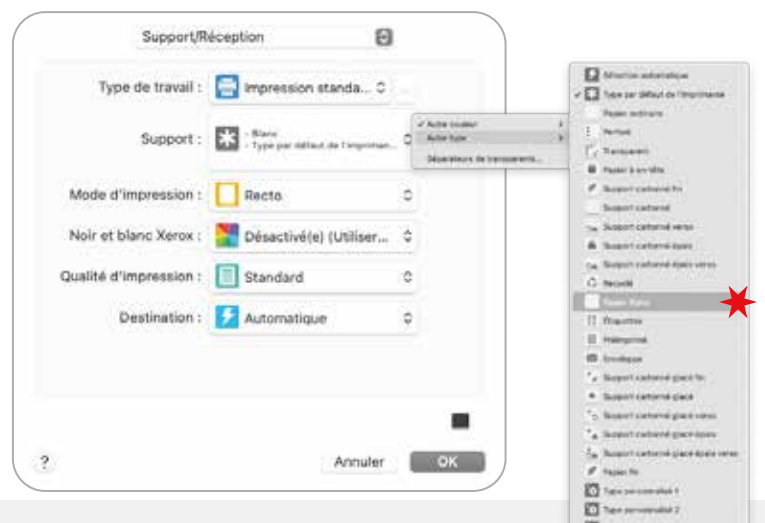 Support/Réception
Type de travail : Impression standa...
Support : - Blanc
- Type par défaut de l'impriman...
Mode d'impression : Recto
Noir et blanc Xerox : Désactivé(e) (Utiliser...
Qualité d'impression : Standard
Destination : Automatique
?
Annuler
OK
Autre couleur
Autre type
Séparateurs de transparents...
Sélection automatique
Type par défaut de l'imprimante
Papier ordinaire
Perforé
Transparent
Papier à en-tête
Support cartonné fin
Support cartonné
Support cartonné verso
Support cartonné épais
Support cartonné épais verso
Recyclé
Papier
Étiquettes
Préimprimé
Enveloppe
Support cartonné glacé fin
Support cartonné glacé
Support cartonné glacé verso
Support cartonné glacé épais
Support cartonné glacé épais verso
Papier fin
Type personnalisé 1
Type personnalisé 2